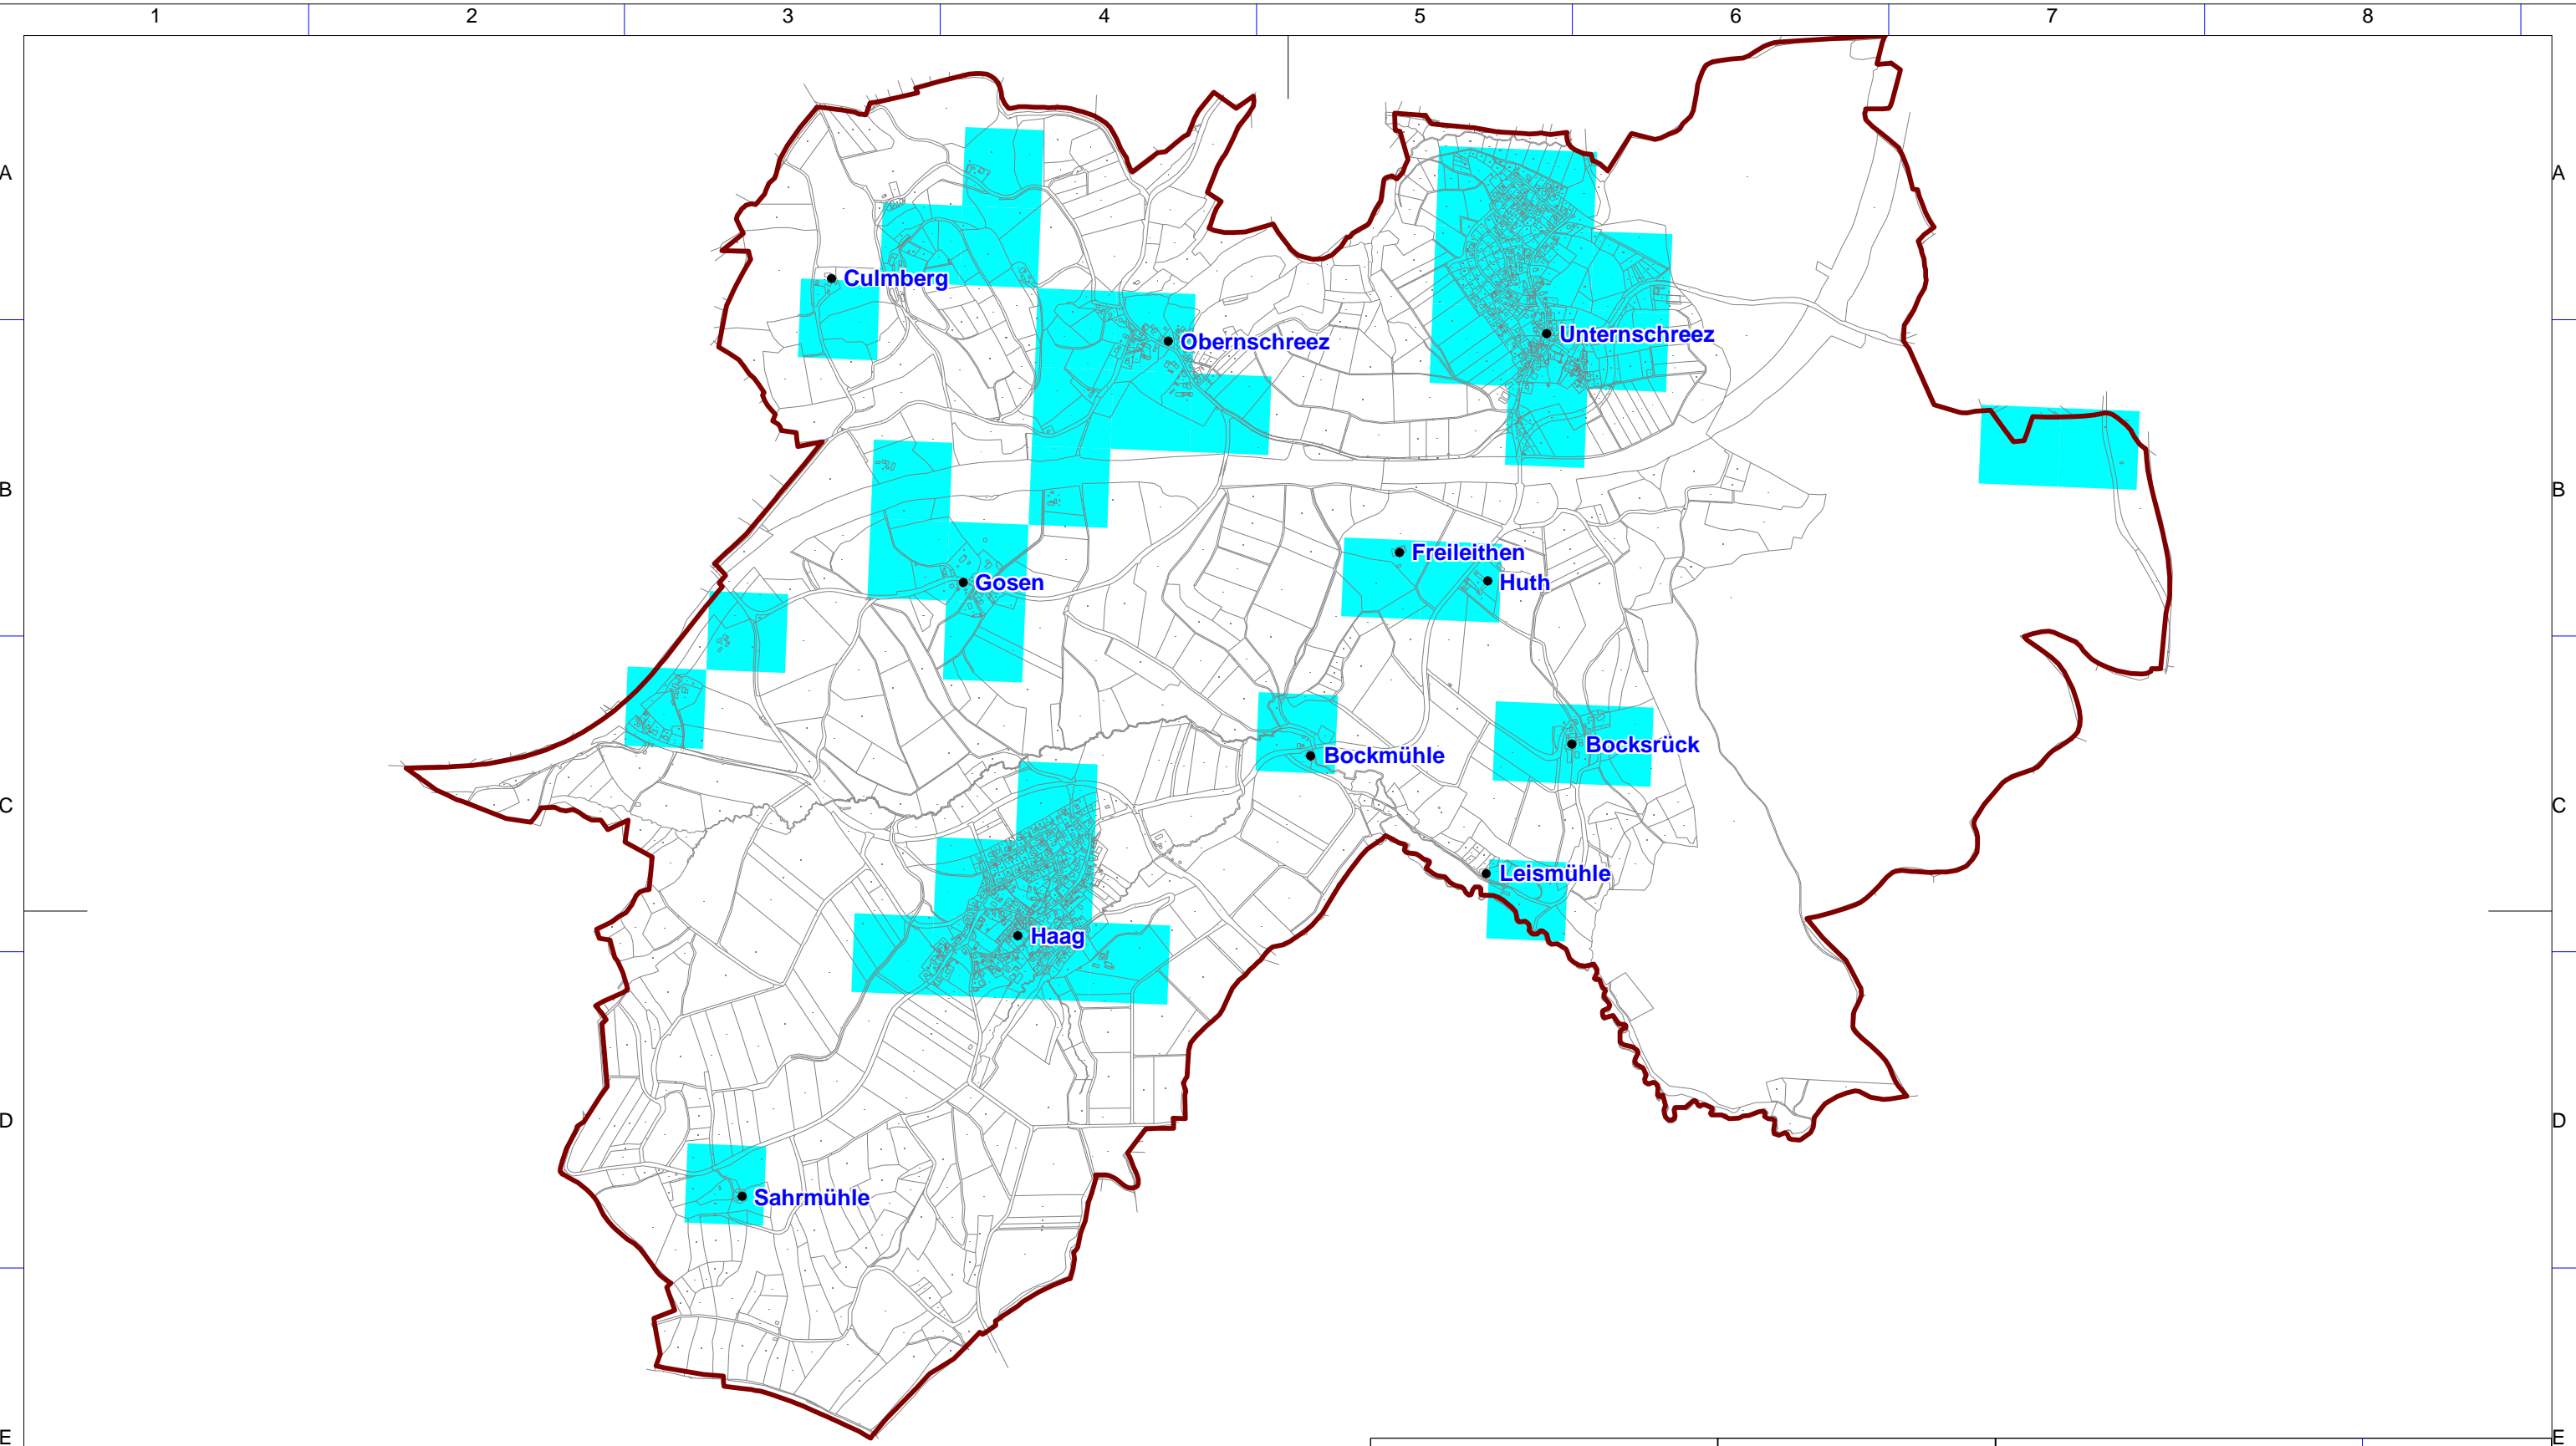 1 2 3 4 5 6 7 8
A A
Culmberg
Unternschreez
Obernschreez
B B
Freileithen
Huth
Gosen
Bocksrück
Bockmühle
C C
Leismühle
Haag
D D
Sahrmühle
E E